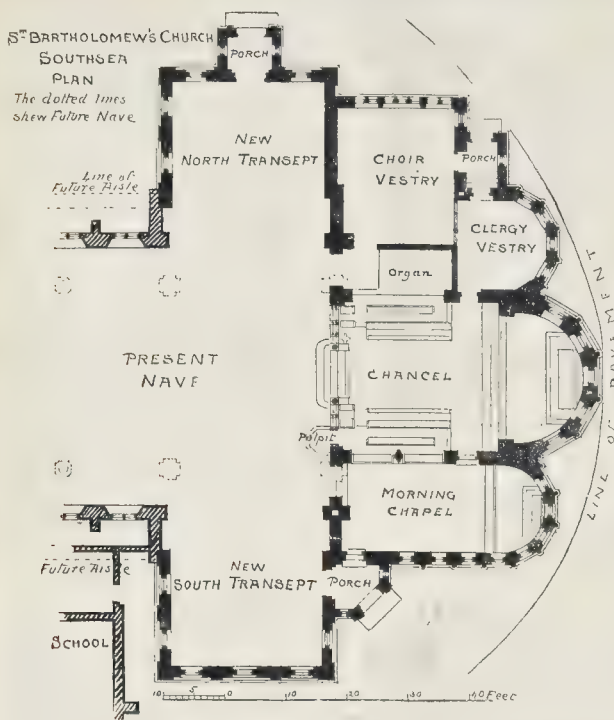 ST BARTHOLOMEW'S CHURCH
SOUTHSEA
PLAN
The dotted lines
shew Future Nave
PORCH
NEW
NORTH TRANSEPT
CHOIR
VESTRY
PORCH
Line of
Future Aisle
CLERGY
VESTRY
Organ
PRESENT
NAVE
CHANCEL
Pulpit
MORNING
CHAPEL
LINE OF PAVEMENT
Future Aisle
NEW
SOUTH TRANSEPT
PORCH
SCHOOL
10 5 0 10 20 30 40 Feet